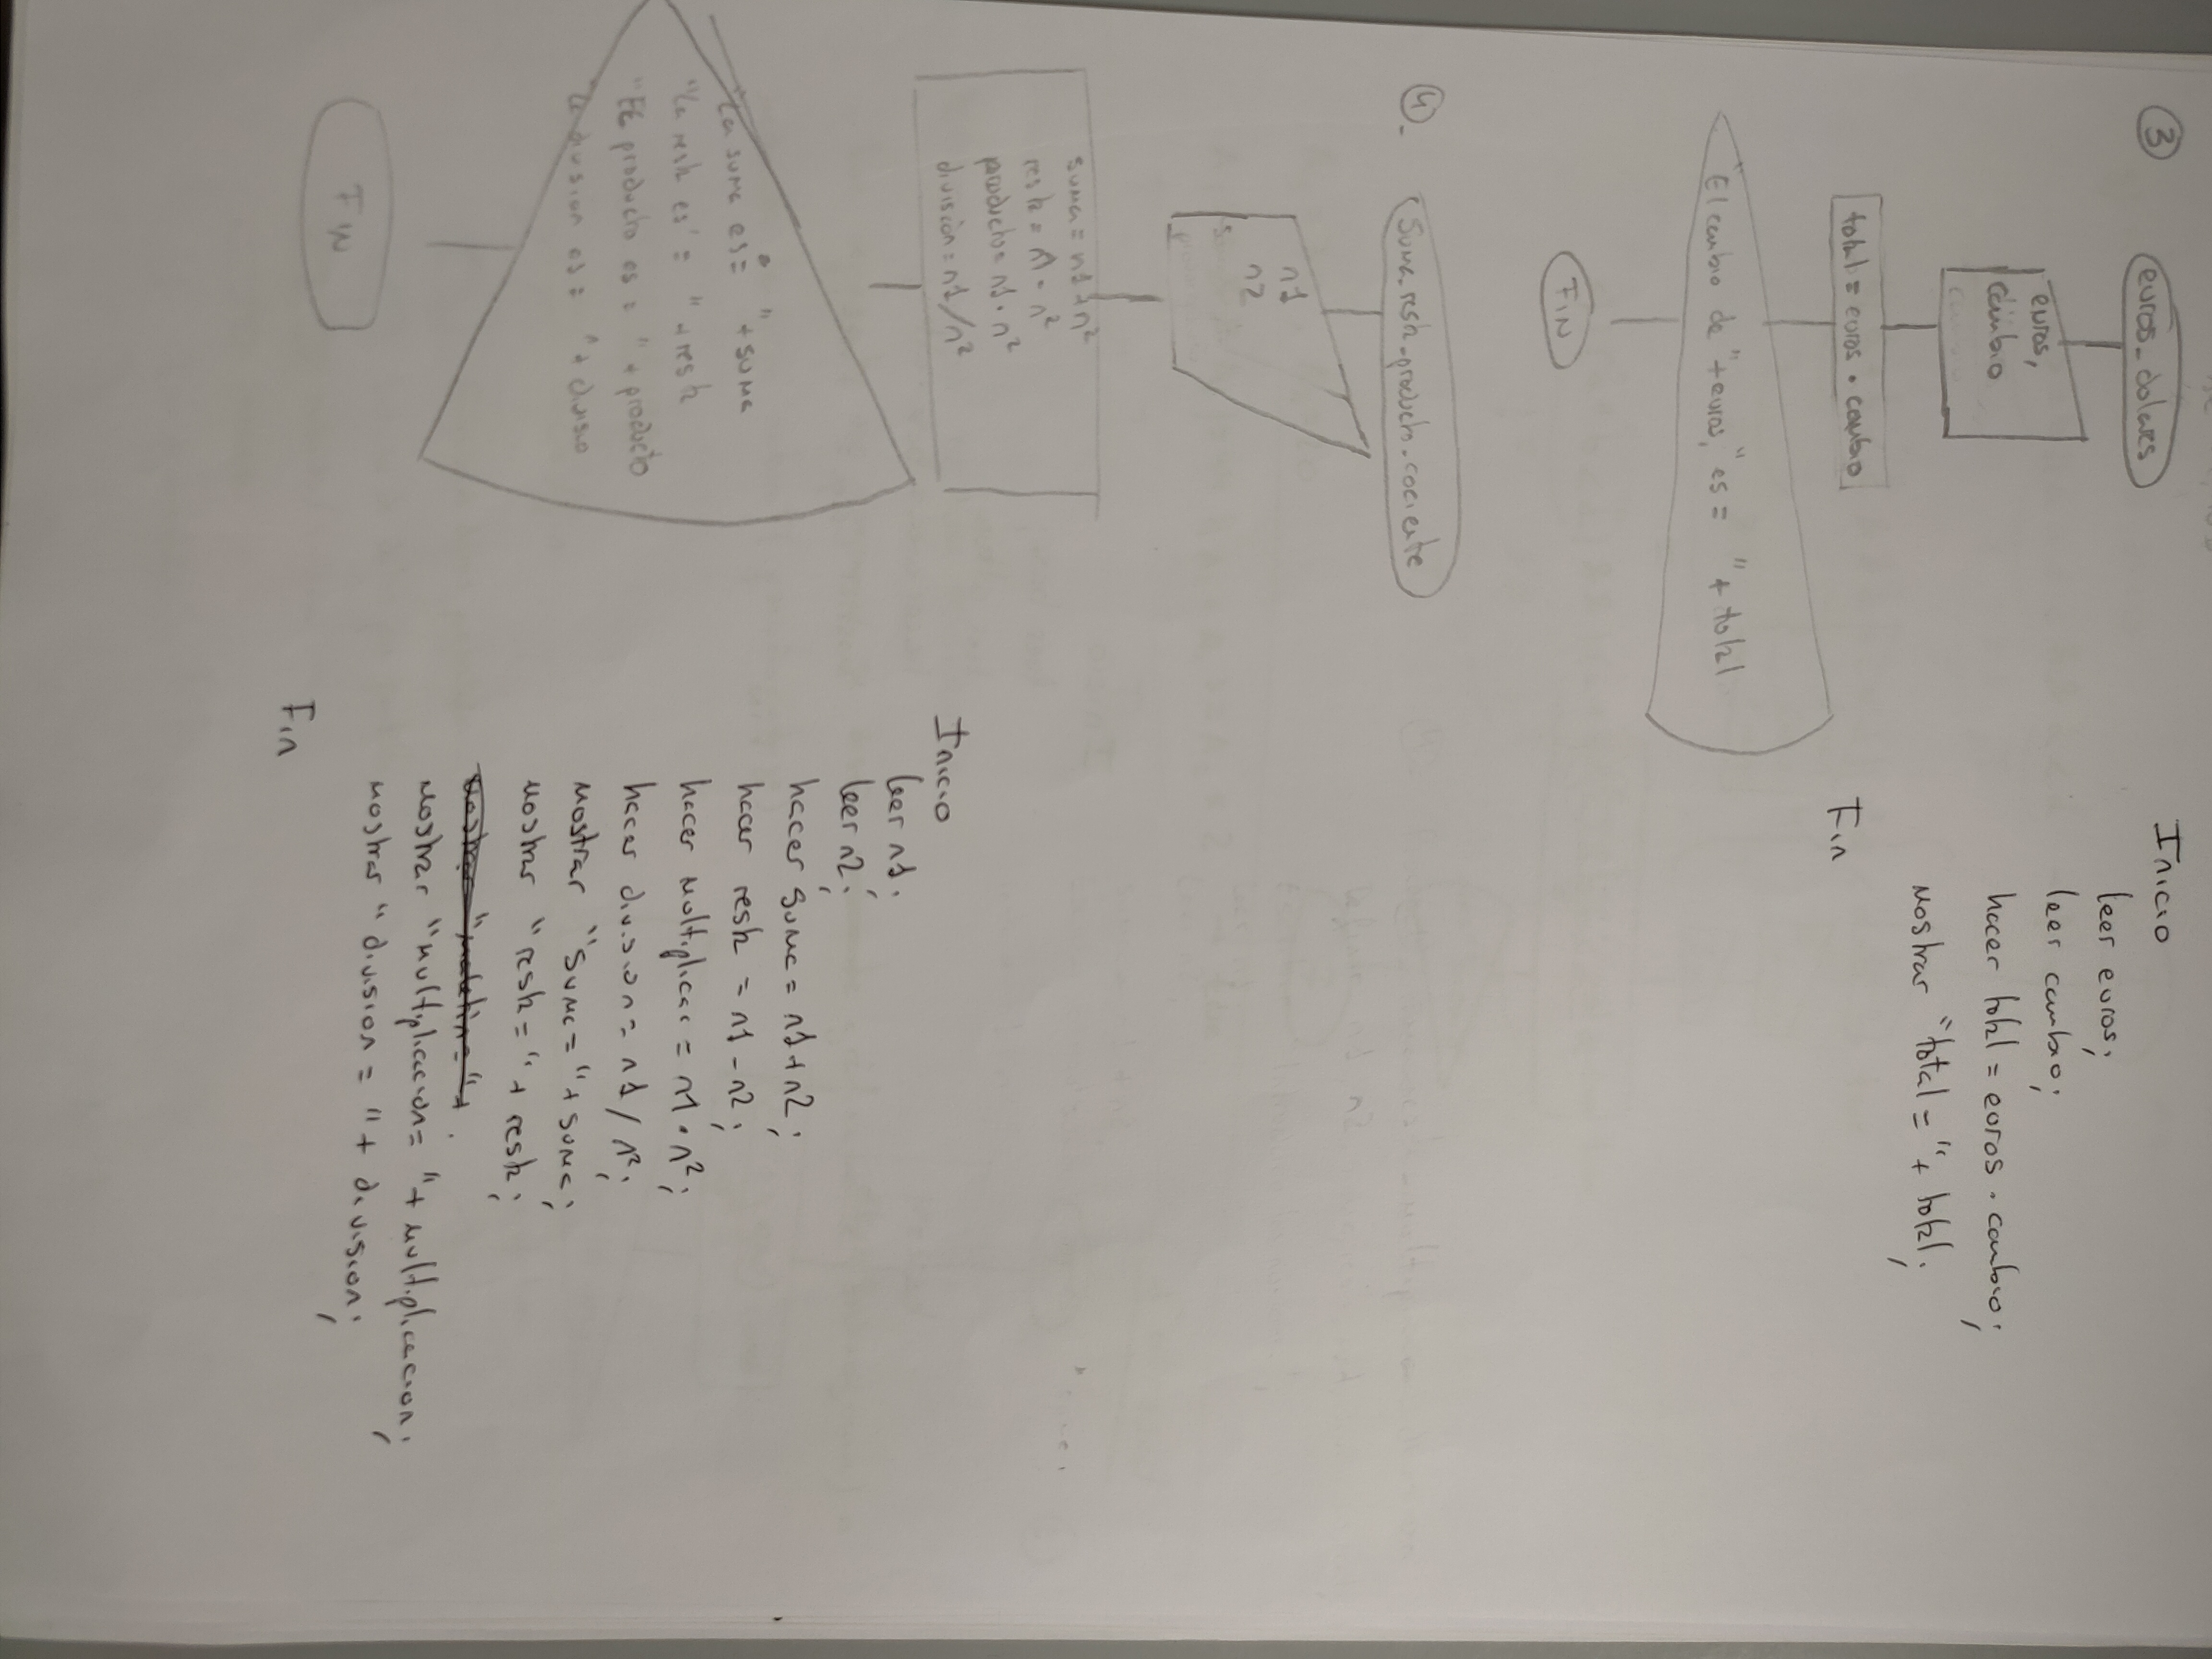 ③
euros_dolares
euros,
cambio
total = euros · cambio
"El cambio de "+euros," es = " + total
FIN
Inicio
leer euros;
leer cambio;
hacer total = euros · cambio;
mostrar "total = " + total;
Fin
④-
Suma_resta_producto_cociente
n1
n2
suma = n1+n2
resta = n1 - n2
producto = n1 · n2
división = n1/n2
"La suma es = " + suma
"La resta es = " + resta
"El producto es = " + producto
"La division es = " + divisio
FIN
Inicio
leer n1;
leer n2;
hacer suma = n1+n2;
hacer resta = n1 - n2;
hacer multiplicac = n1 · n2;
hacer division = n1 / n2;
mostrar "suma = " + suma;
mostrar "resta = " + resta;
mostrar "multiplicacion = " + multiplicacion;
mostrar "division = " + division;
Fin